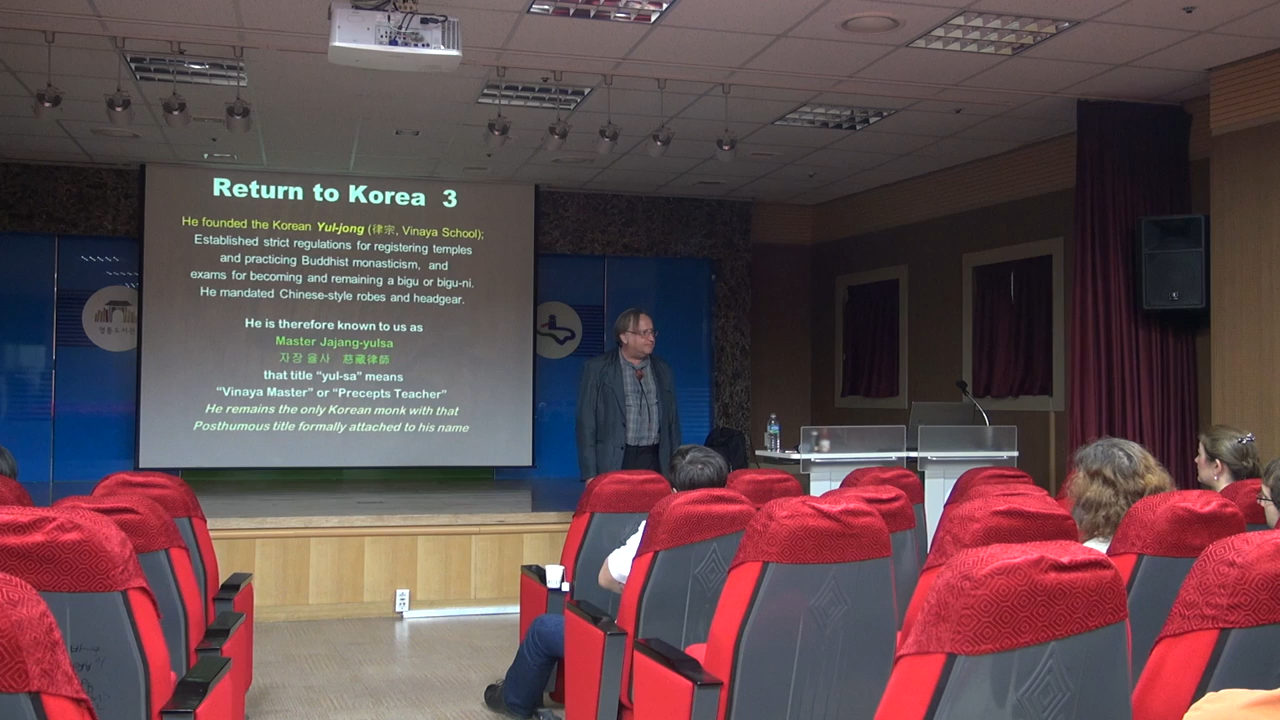 Return to Korea 3
He founded the Korean Yul-jong (律宗, Vinaya School);
Established strict regulations for registering temples
and practicing Buddhist monasticism, and
exams for becoming and remaining a bigu or bigu-ni.
He mandated Chinese-style robes and headgear.
He is therefore known to us as
Master Jajang-yulsa
자장 율사 慈藏律師
that title "yul-sa" means
"Vinaya Master" or "Precepts Teacher"
He remains the only Korean monk with that
Posthumous title formally attached to his name